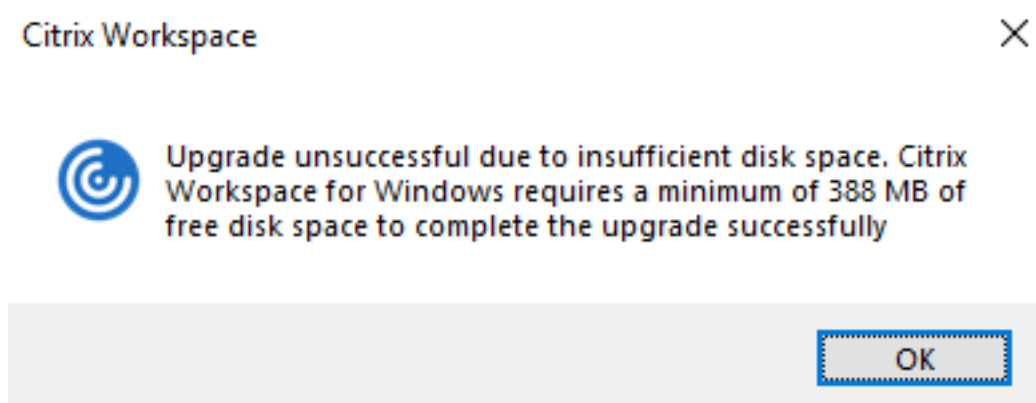 Citrix Workspace
Upgrade unsuccessful due to insufficient disk space. Citrix
Workspace for Windows requires a minimum of 388 MB of
free disk space to complete the upgrade successfully
OK